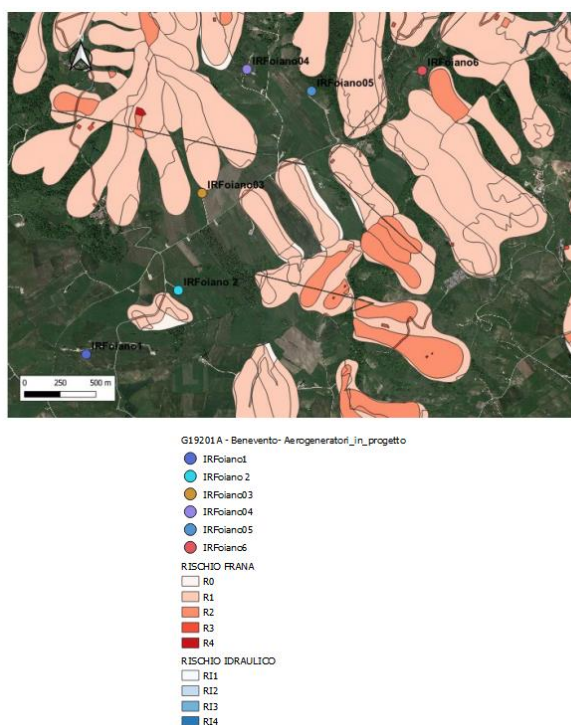 IRFoiano04
IRFoiano6
IRFoiano05
IRFoiano03
IRFoiano 2
IRFoiano1
0 250 500 m
G19201A - Benevento- Aerogeneratori_in_progetto
IRFoiano1
IRFoiano 2
IRFoiano03
IRFoiano04
IRFoiano05
IRFoiano6
RISCHIO FRANA
R0
R1
R2
R3
R4
RISCHIO IDRAULICO
RI1
RI2
RI3
RI4